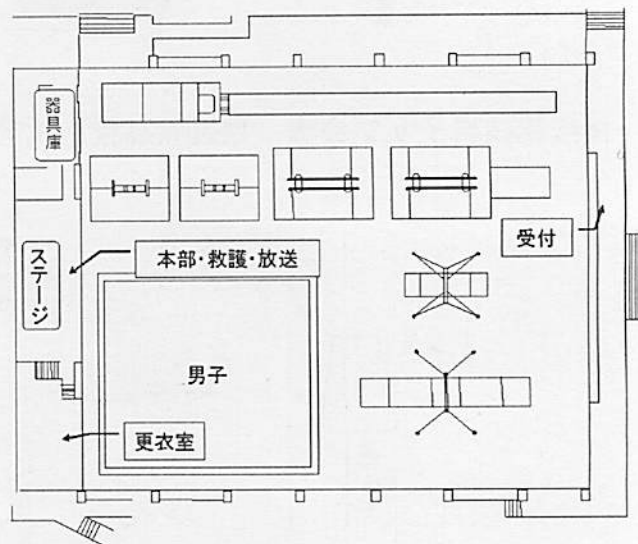 器具庫
受付
ステージ
本部・救護・放送
男子
更衣室